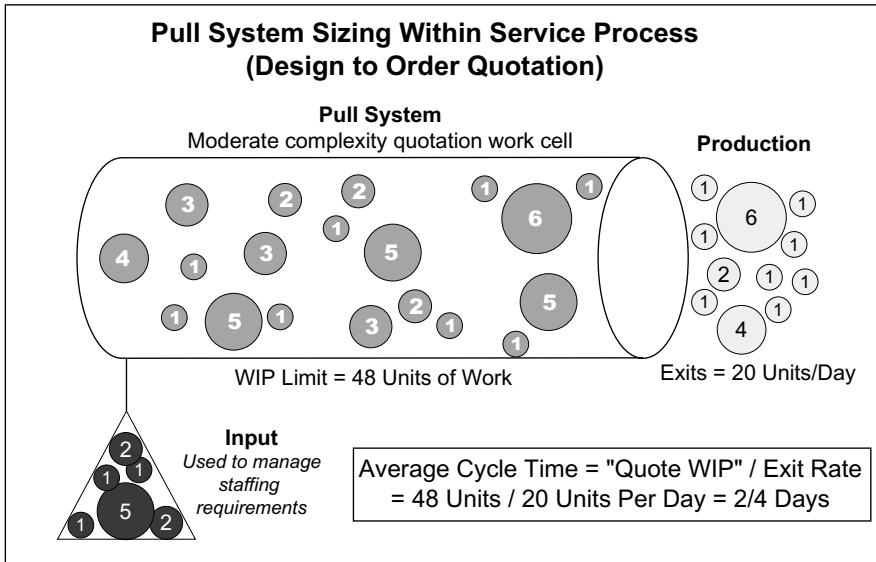 Pull System Sizing Within Service Process
(Design to Order Quotation)
Pull System
Moderate complexity quotation work cell
Production
3
2
2
1
6
1
4
1
3
5
1
5
1
3
2
1
5
1
1
6
1
1
1
2
1
1
1
1
4
WIP Limit = 48 Units of Work
Exits = 20 Units/Day
Input
Used to manage
staffing
requirements
2
1
1
5
1
2
Average Cycle Time = "Quote WIP" / Exit Rate
= 48 Units / 20 Units Per Day = 2/4 Days